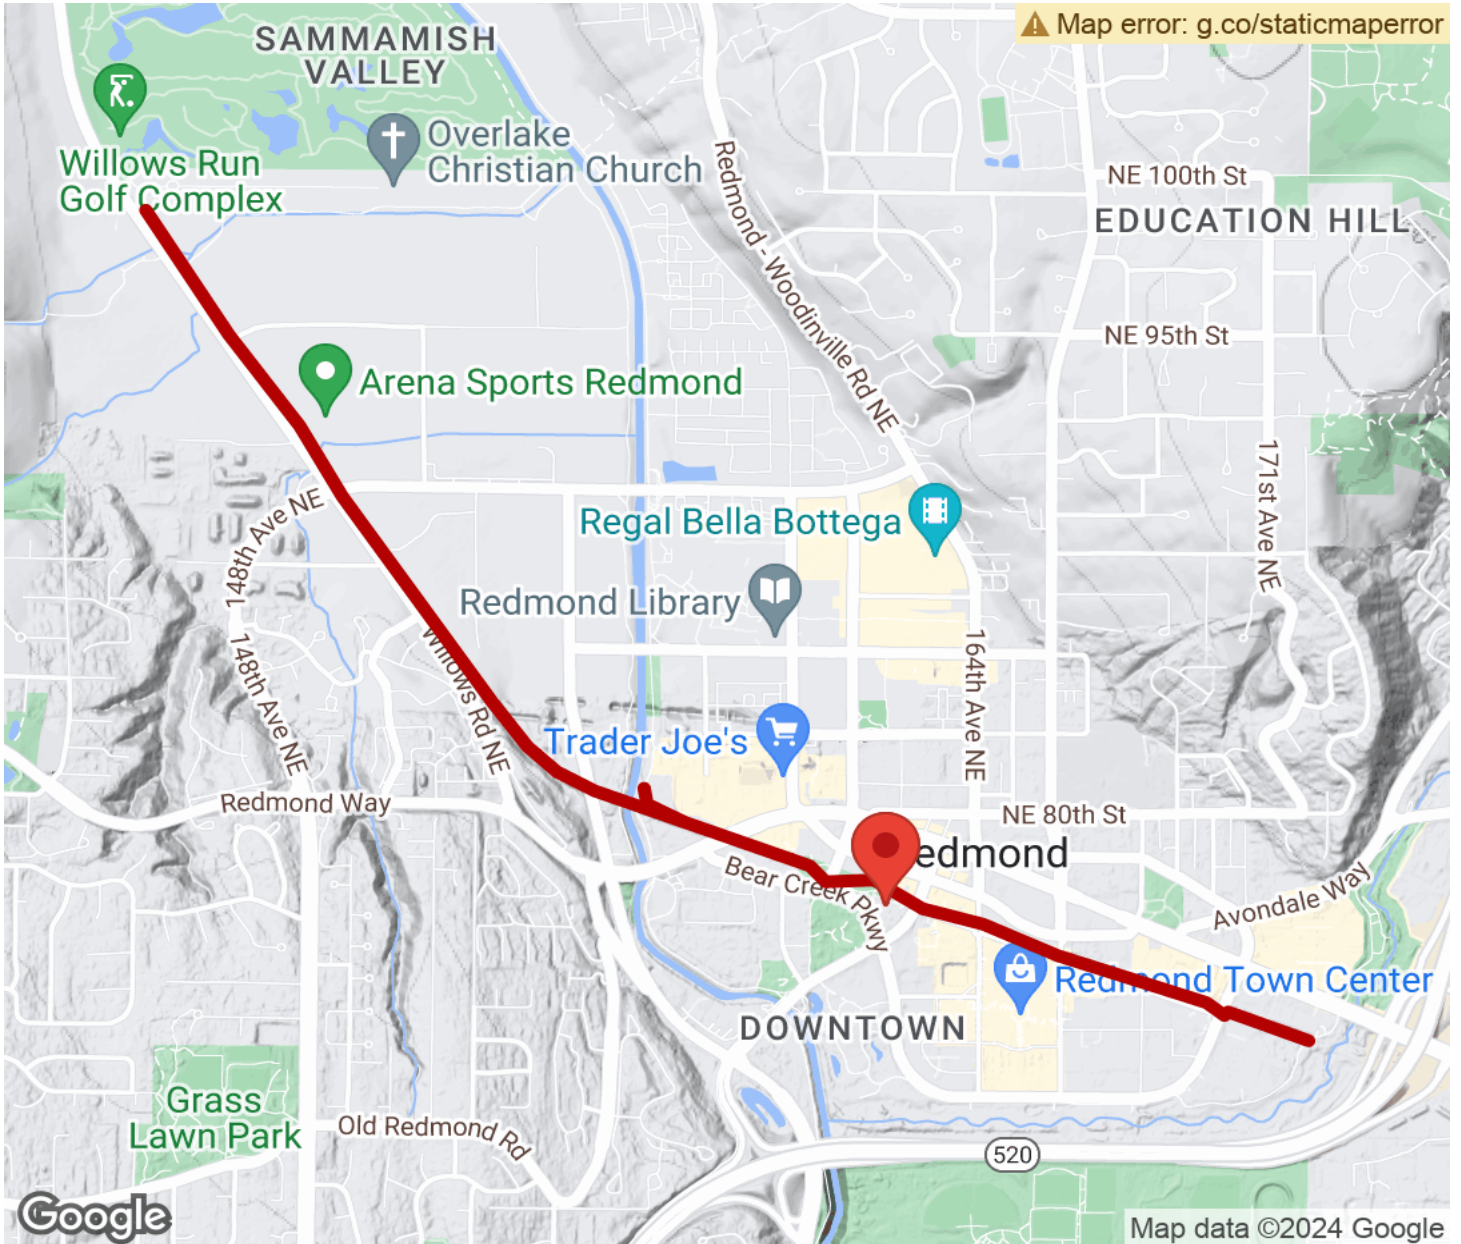 Map error: g.co/staticmaperror
SAMMAMISH
VALLEY
Overlake
Christian Church
Willows Run
Golf Complex
Redmond - Woodinville Rd NE
NE 100th St
EDUCATION HILL
NE 95th St
Arena Sports Redmond
171st Ave NE
148th Ave NE
Regal Bella Bottega
Redmond Library
Willows Rd NE
148th Ave NE
164th Ave NE
Trader Joe's
Redmond Way
NE 80th St
edmond
Bear Creek Pkwy
Avondale Way
Redmond Town Center
DOWNTOWN
Grass
Lawn Park
Old Redmond Rd
520
Google
Map data ©2024 Google